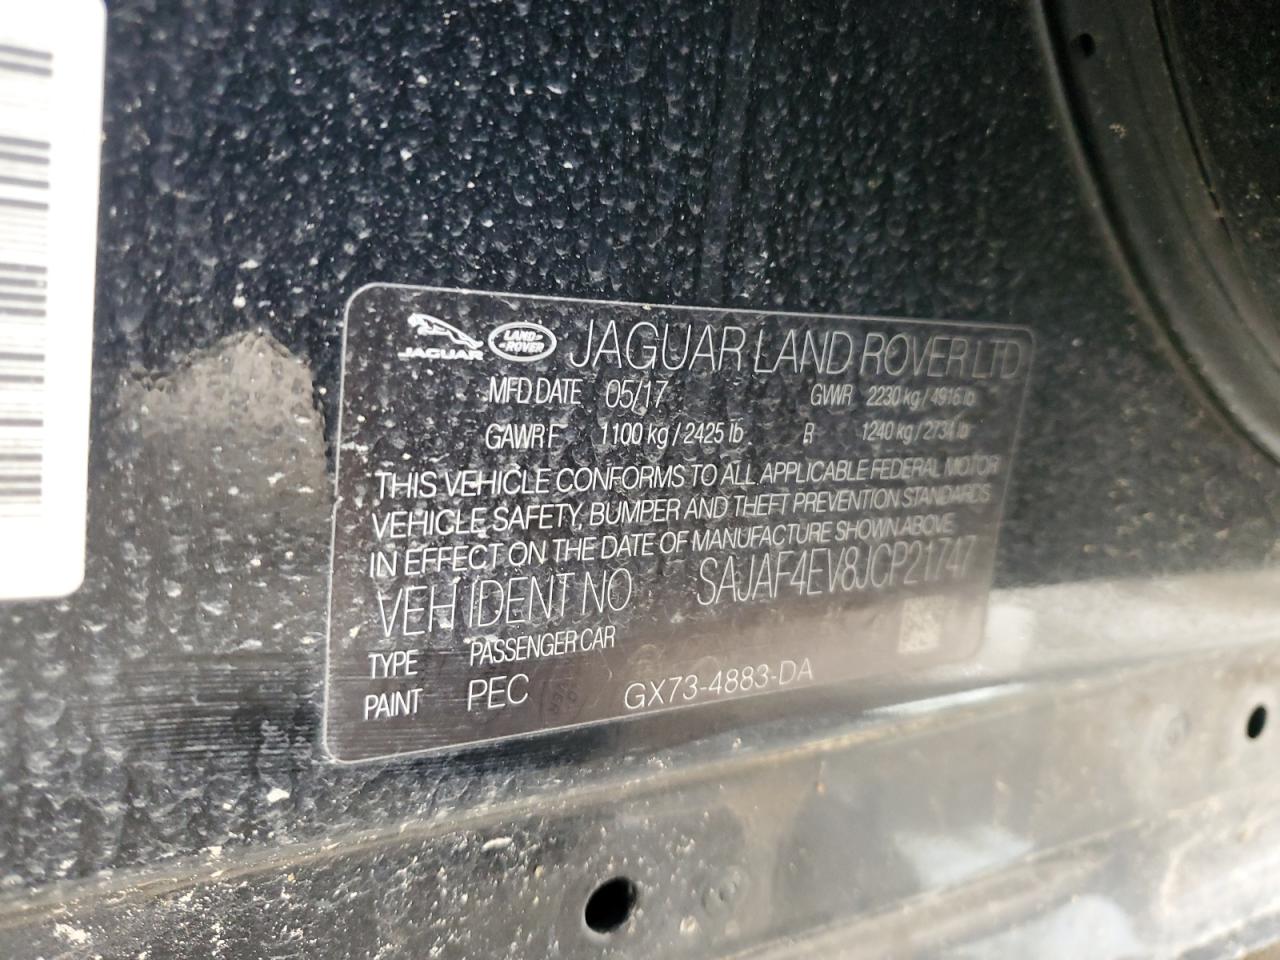 JAGUAR LAND ROVER JAGUAR LAND ROVER LTD
MFD DATE 05/17 GVWR 2230 kg / 4916 lb
GAWR F 1100 kg / 2425 lb R 1240 kg / 2734 lb
THIS VEHICLE CONFORMS TO ALL APPLICABLE FEDERAL MOTOR
VEHICLE SAFETY, BUMPER AND THEFT PREVENTION STANDARDS
IN EFFECT ON THE DATE OF MANUFACTURE SHOWN ABOVE
VEH IDENT NO SAJAF4EV8JCP21747
TYPE PASSENGER CAR
PAINT PEC GX73-4883-DA